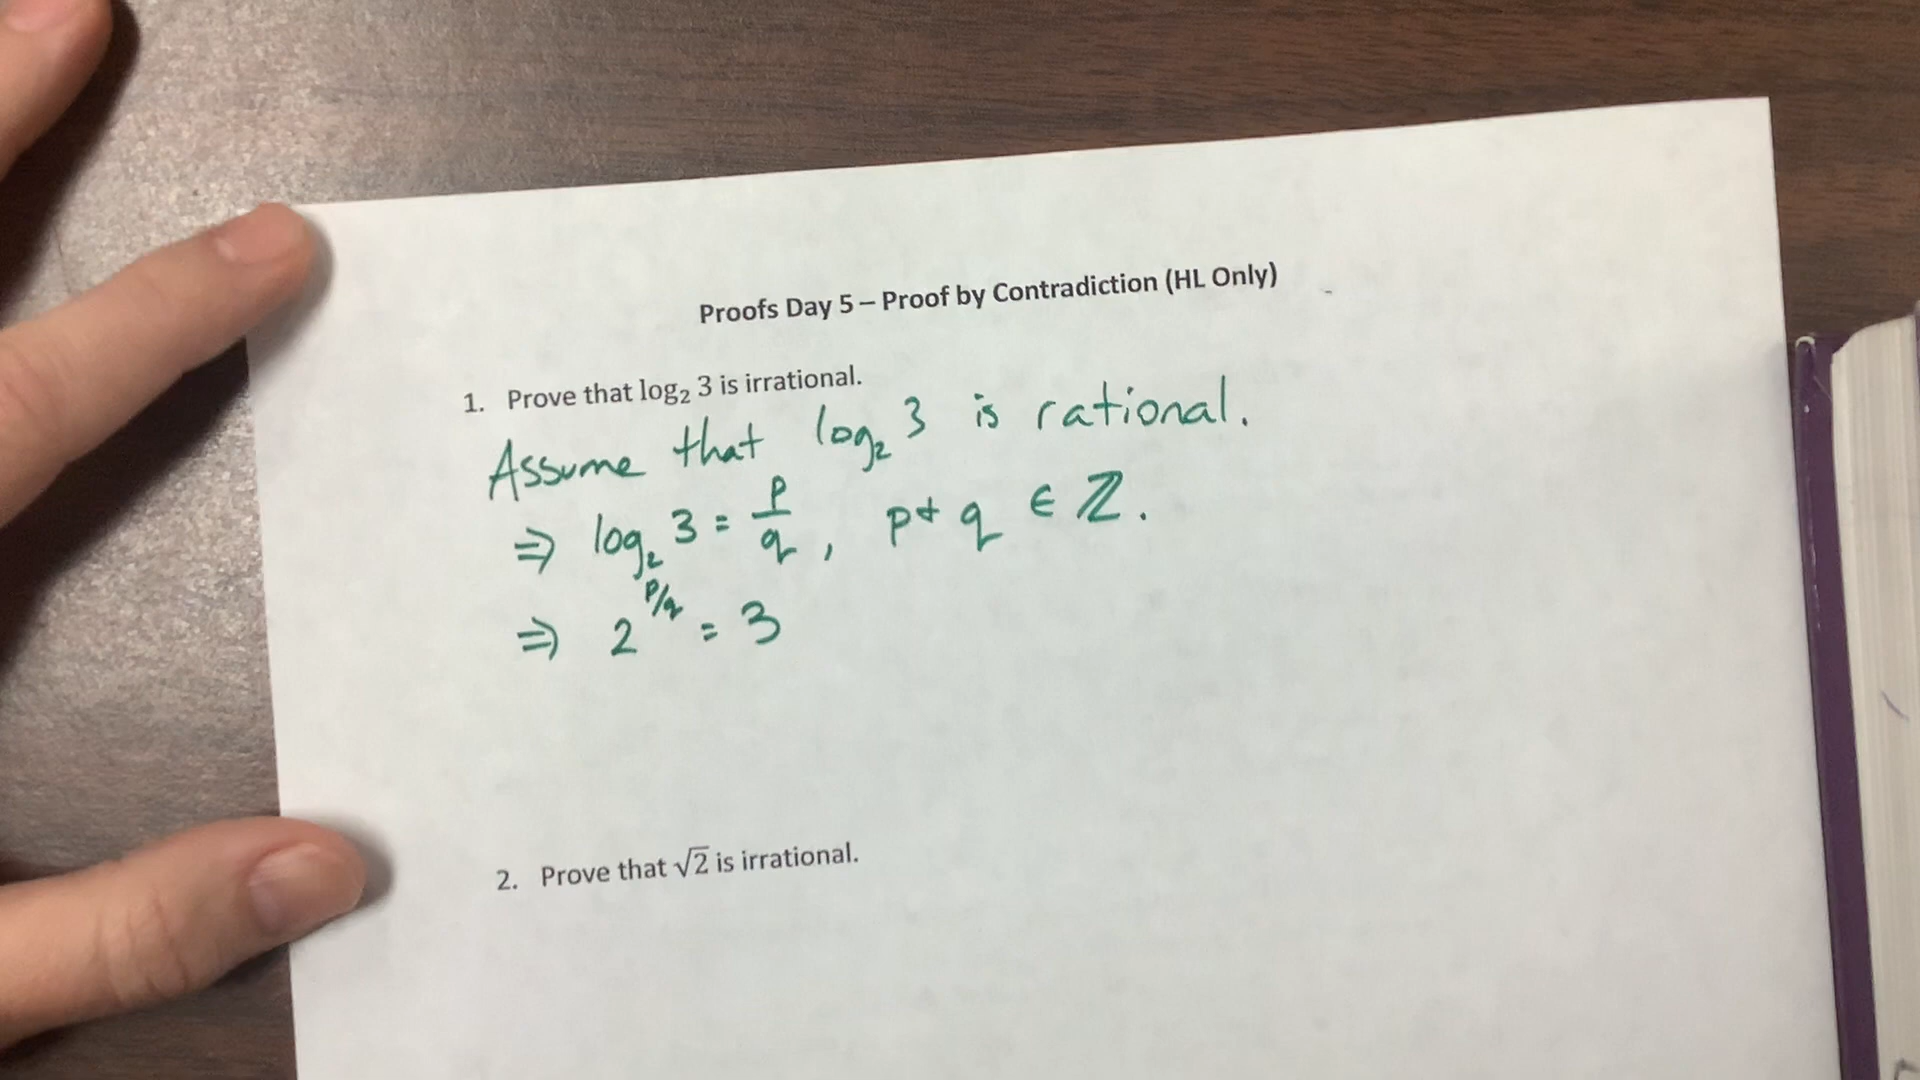 Proofs Day 5 – Proof by Contradiction (HL Only)
1. Prove that log₂ 3 is irrational.
Assume that log₂ 3 is rational.
⇒ log₂ 3 = p/q, p + q ∈ ℤ.
⇒ 2^(p/q) = 3
2. Prove that √2 is irrational.